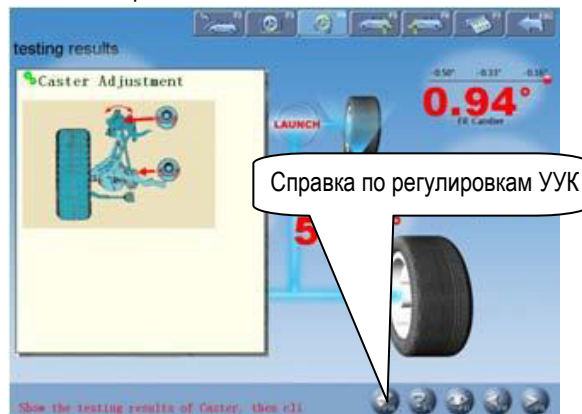 testing results
Caster Adjustment
LAUNCH
-0.50° -0.33° -0.16°
0.94°
FR Camber
Справка по регулировкам УУК
5
Show the testing results of Caster, then cli